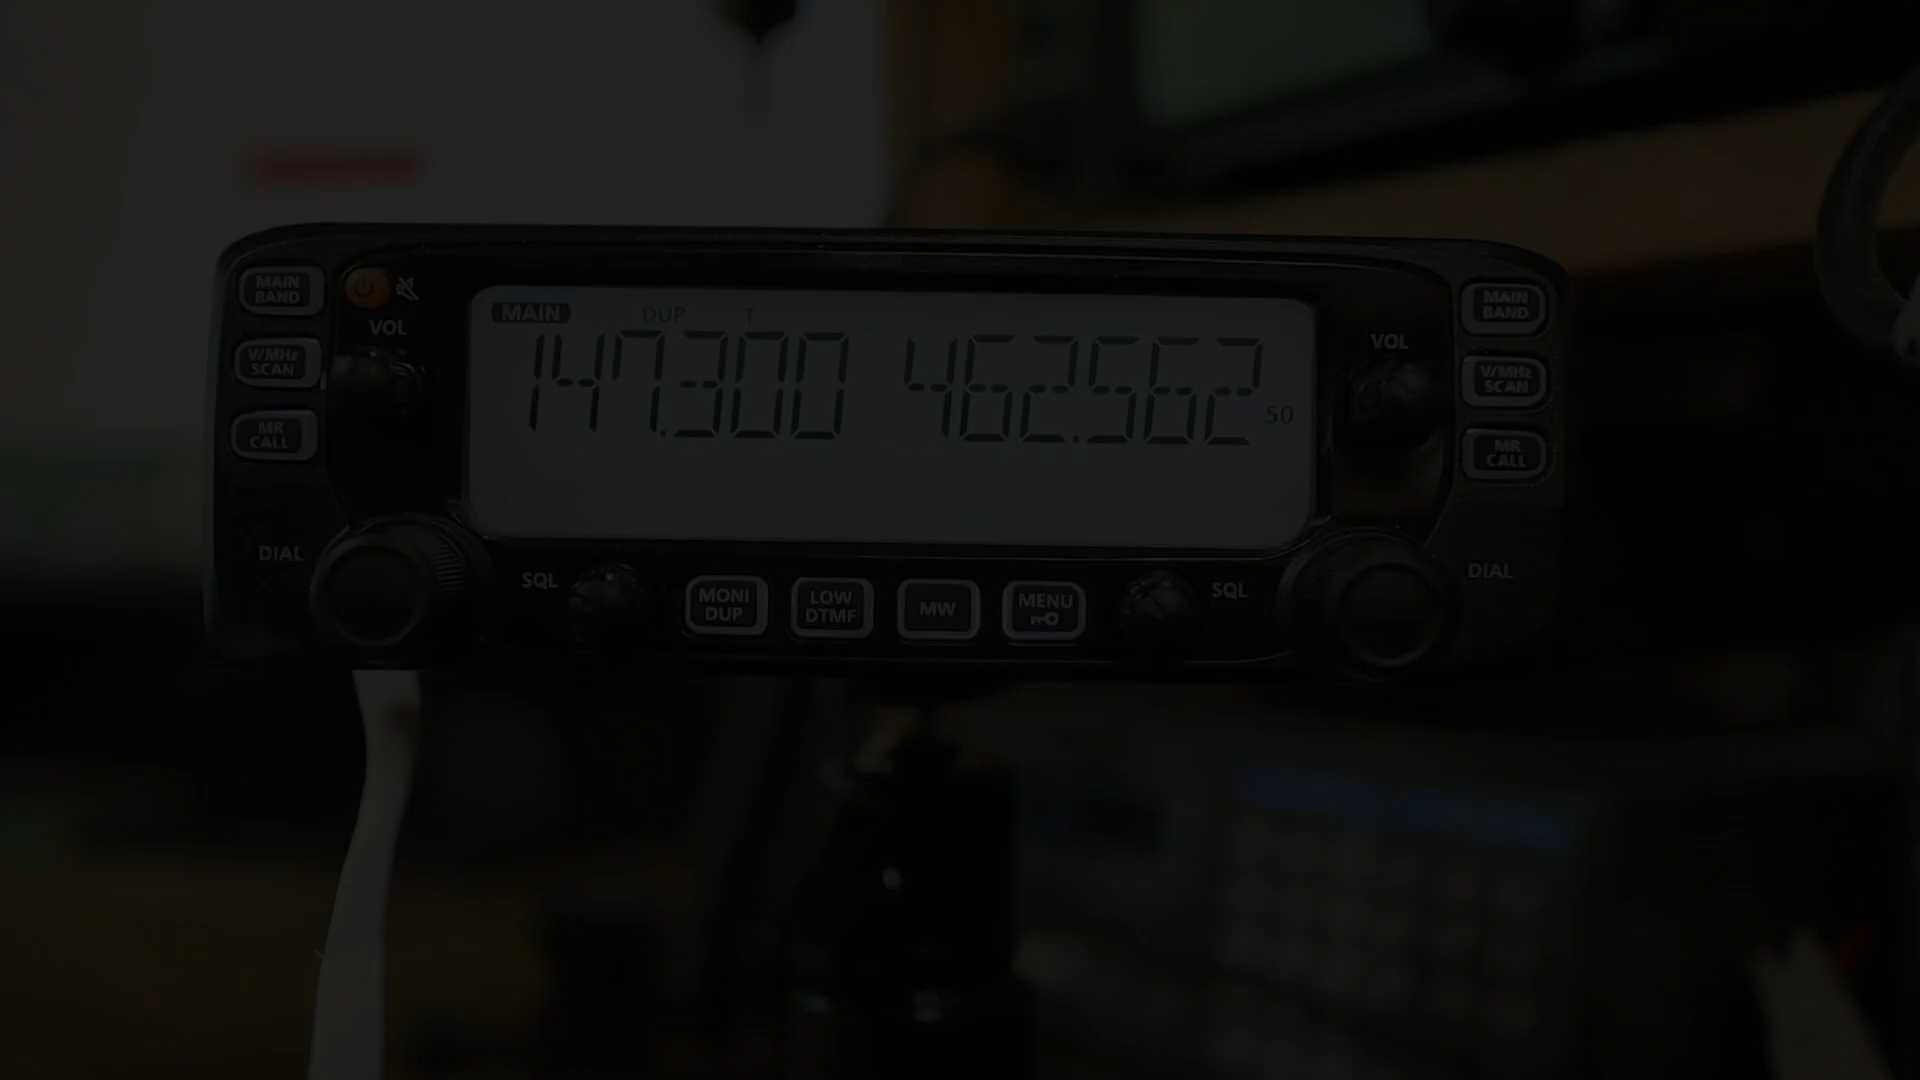 MAIN BAND
VOL
V/MHz SCAN
MR CALL
DIAL
MAIN DUP T
147.300 462.562 50
SQL
MONI DUP
LOW DTMF
MW
MENU
SQL
MAIN BAND
VOL
V/MHz SCAN
MR CALL
DIAL